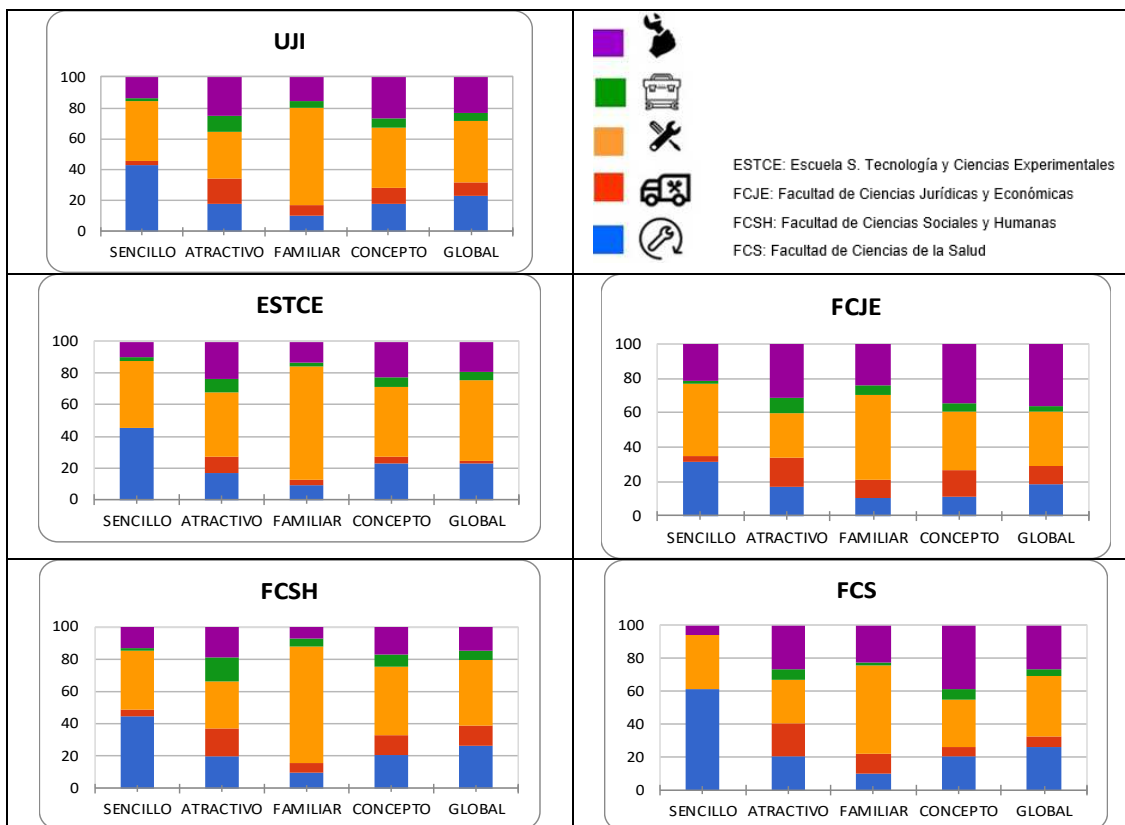 UJI
100
80
60
40
20
0
SENCILLO ATRACTIVO FAMILIAR CONCEPTO GLOBAL
ESTCE: Escuela S. Tecnología y Ciencias Experimentales
FCJE: Facultad de Ciencias Jurídicas y Económicas
FCSH: Facultad de Ciencias Sociales y Humanas
FCS: Facultad de Ciencias de la Salud
ESTCE
100
80
60
40
20
0
SENCILLO ATRACTIVO FAMILIAR CONCEPTO GLOBAL
FCJE
100
80
60
40
20
0
SENCILLO ATRACTIVO FAMILIAR CONCEPTO GLOBAL
FCSH
100
80
60
40
20
0
SENCILLO ATRACTIVO FAMILIAR CONCEPTO GLOBAL
FCS
100
80
60
40
20
0
SENCILLO ATRACTIVO FAMILIAR CONCEPTO GLOBAL